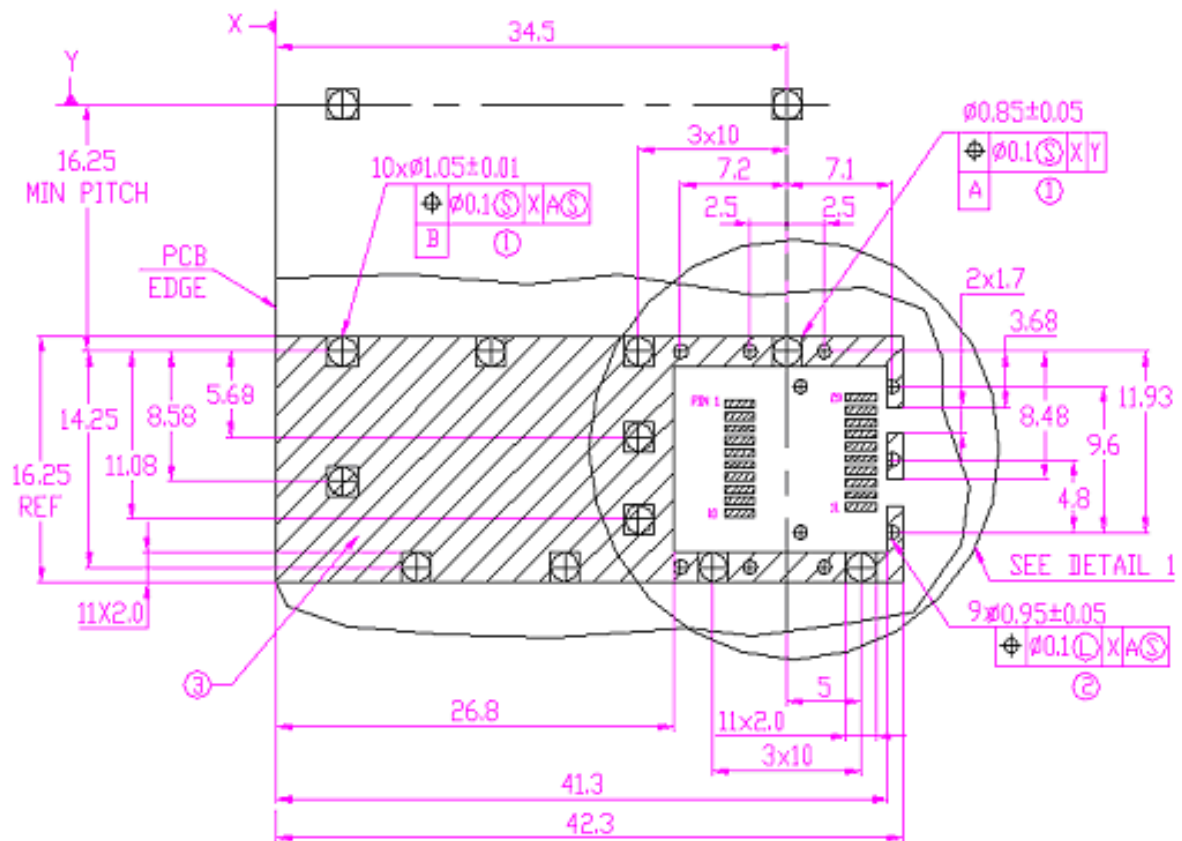 X
34.5
Y
16.25
MIN PITCH
3x10
ø0.85±0.05
⌖ ø0.1Ⓢ X Y
A
①
10xø1.05±0.01
⌖ ø0.1Ⓢ X AⓈ
B
①
7.2
7.1
2.5
2.5
PCB
EDGE
2x1.7
3.68
16.25
REF
14.25
11.08
8.58
5.68
PIN 1
20
10
11
8.48
9.6
4.8
11.93
SEE DETAIL 1
11X2.0
9xø0.95±0.05
⌖ ø0.1Ⓛ X AⓈ
②
③
26.8
5
11x2.0
3x10
41.3
42.3